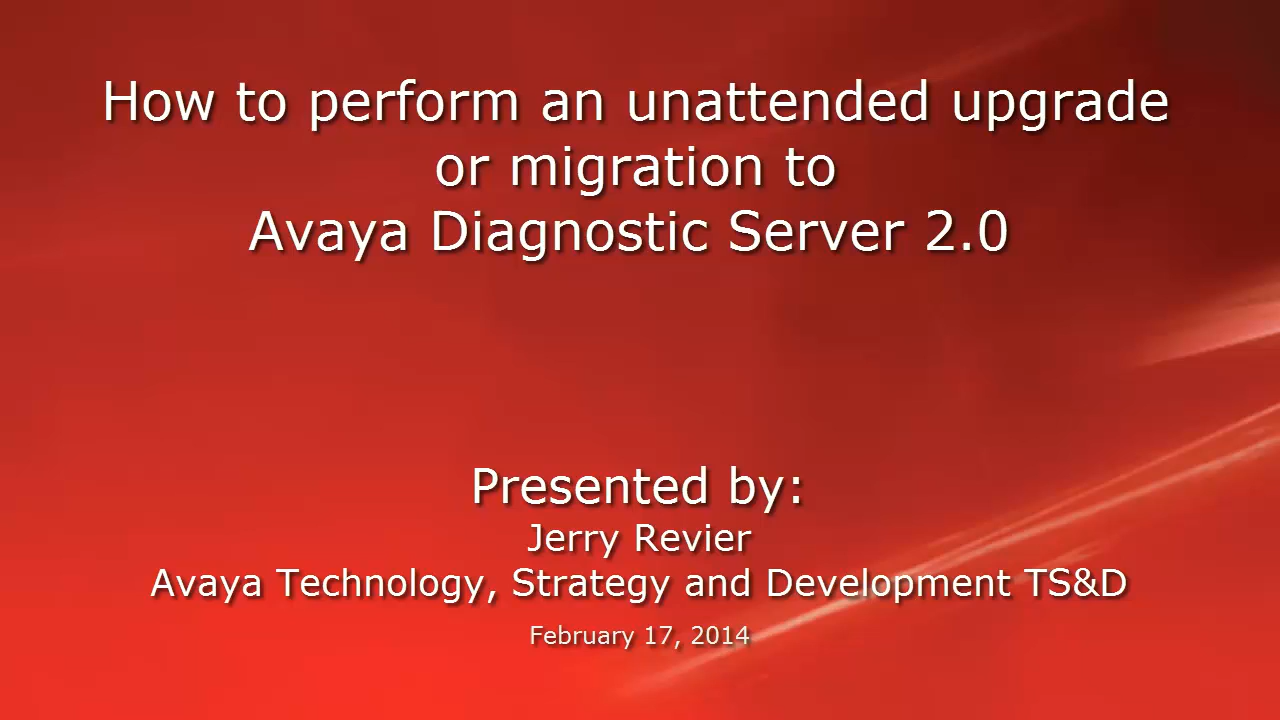 How to perform an unattended upgrade
or migration to
Avaya Diagnostic Server 2.0
Presented by:
Jerry Revier
Avaya Technology, Strategy and Development TS&D
February 17, 2014